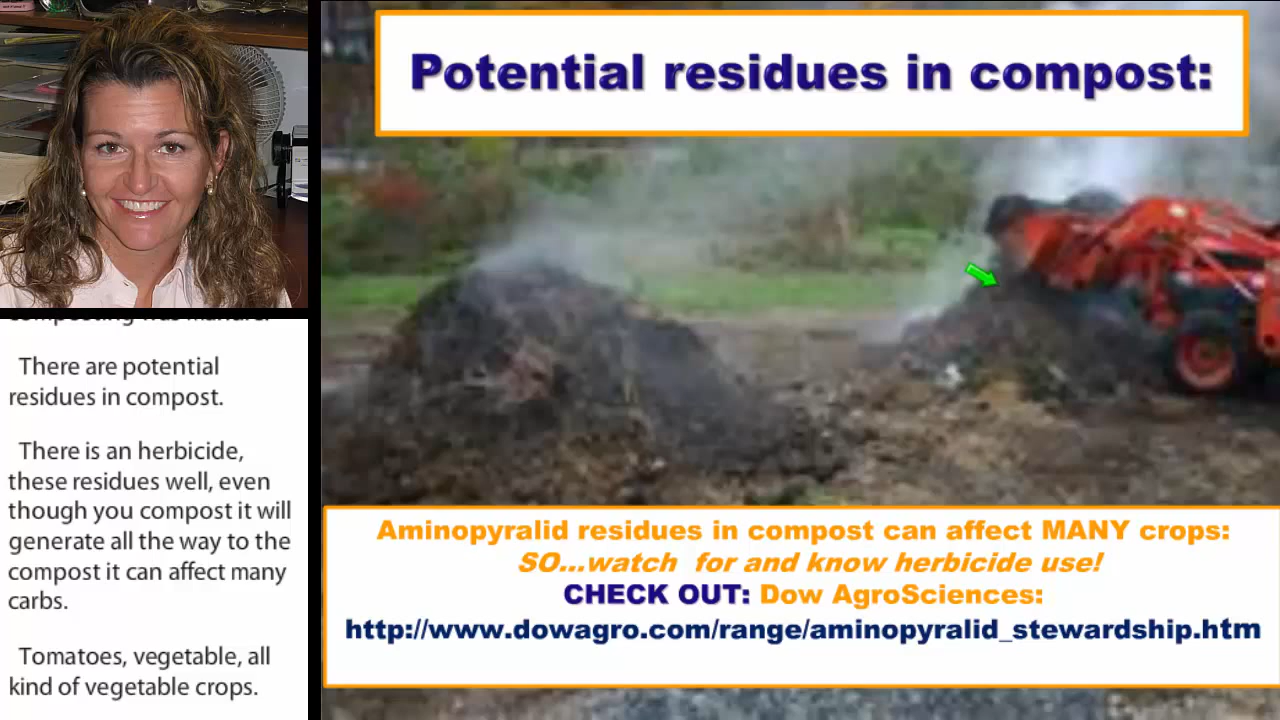 Potential residues in compost:
composting was manure.
There are potential
residues in compost.
There is an herbicide,
these residues well, even
though you compost it will
generate all the way to the
compost it can affect many
carbs.
Tomatoes, vegetable, all
kind of vegetable crops.
Aminopyralid residues in compost can affect MANY crops:
SO...watch for and know herbicide use!
CHECK OUT: Dow AgroSciences:
http://www.dowagro.com/range/aminopyralid_stewardship.htm